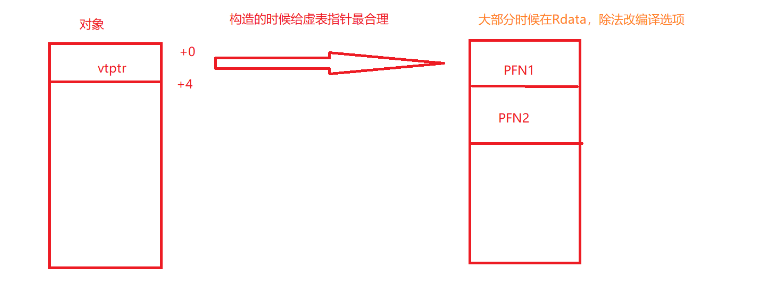 对象
构造的时候给虚表指针最合理
大部分时候在Rdata，除法改编译选项
vtptr
+0
+4
PFN1
PFN2